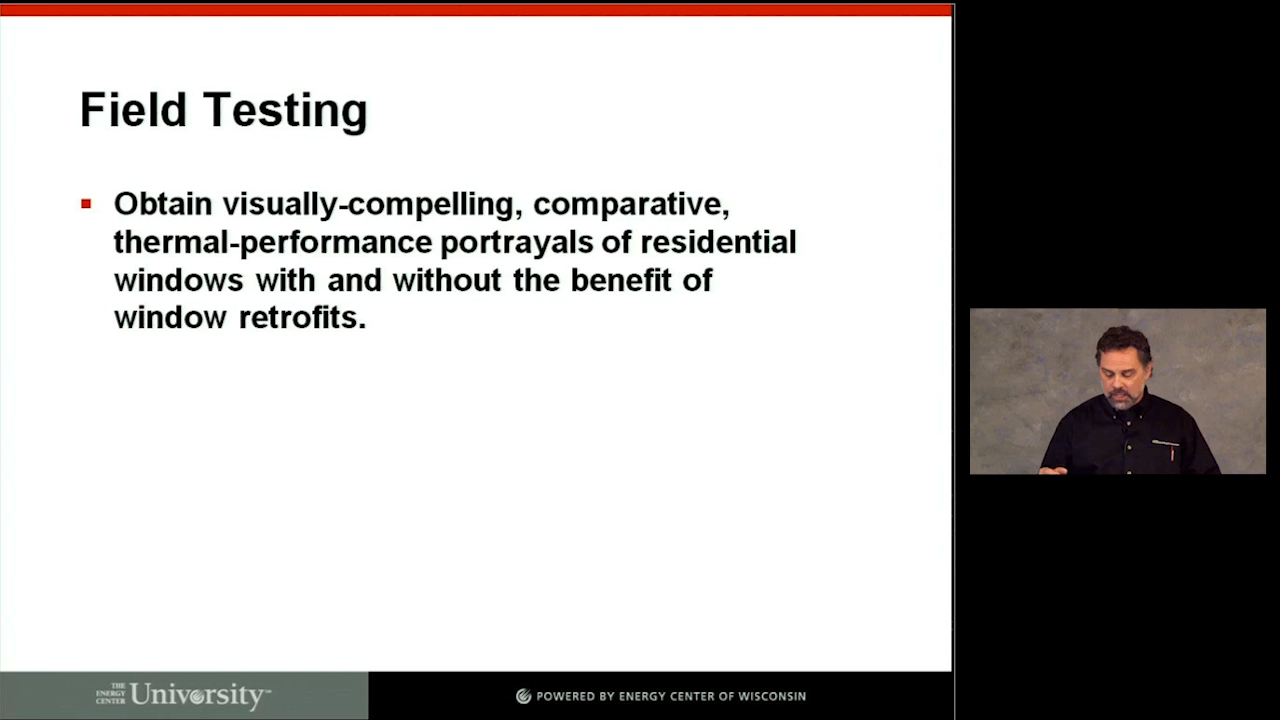 Field Testing
Obtain visually-compelling, comparative,
thermal-performance portrayals of residential
windows with and without the benefit of
window retrofits.
THE
ENERGY
CENTER
University™
POWERED BY ENERGY CENTER OF WISCONSIN